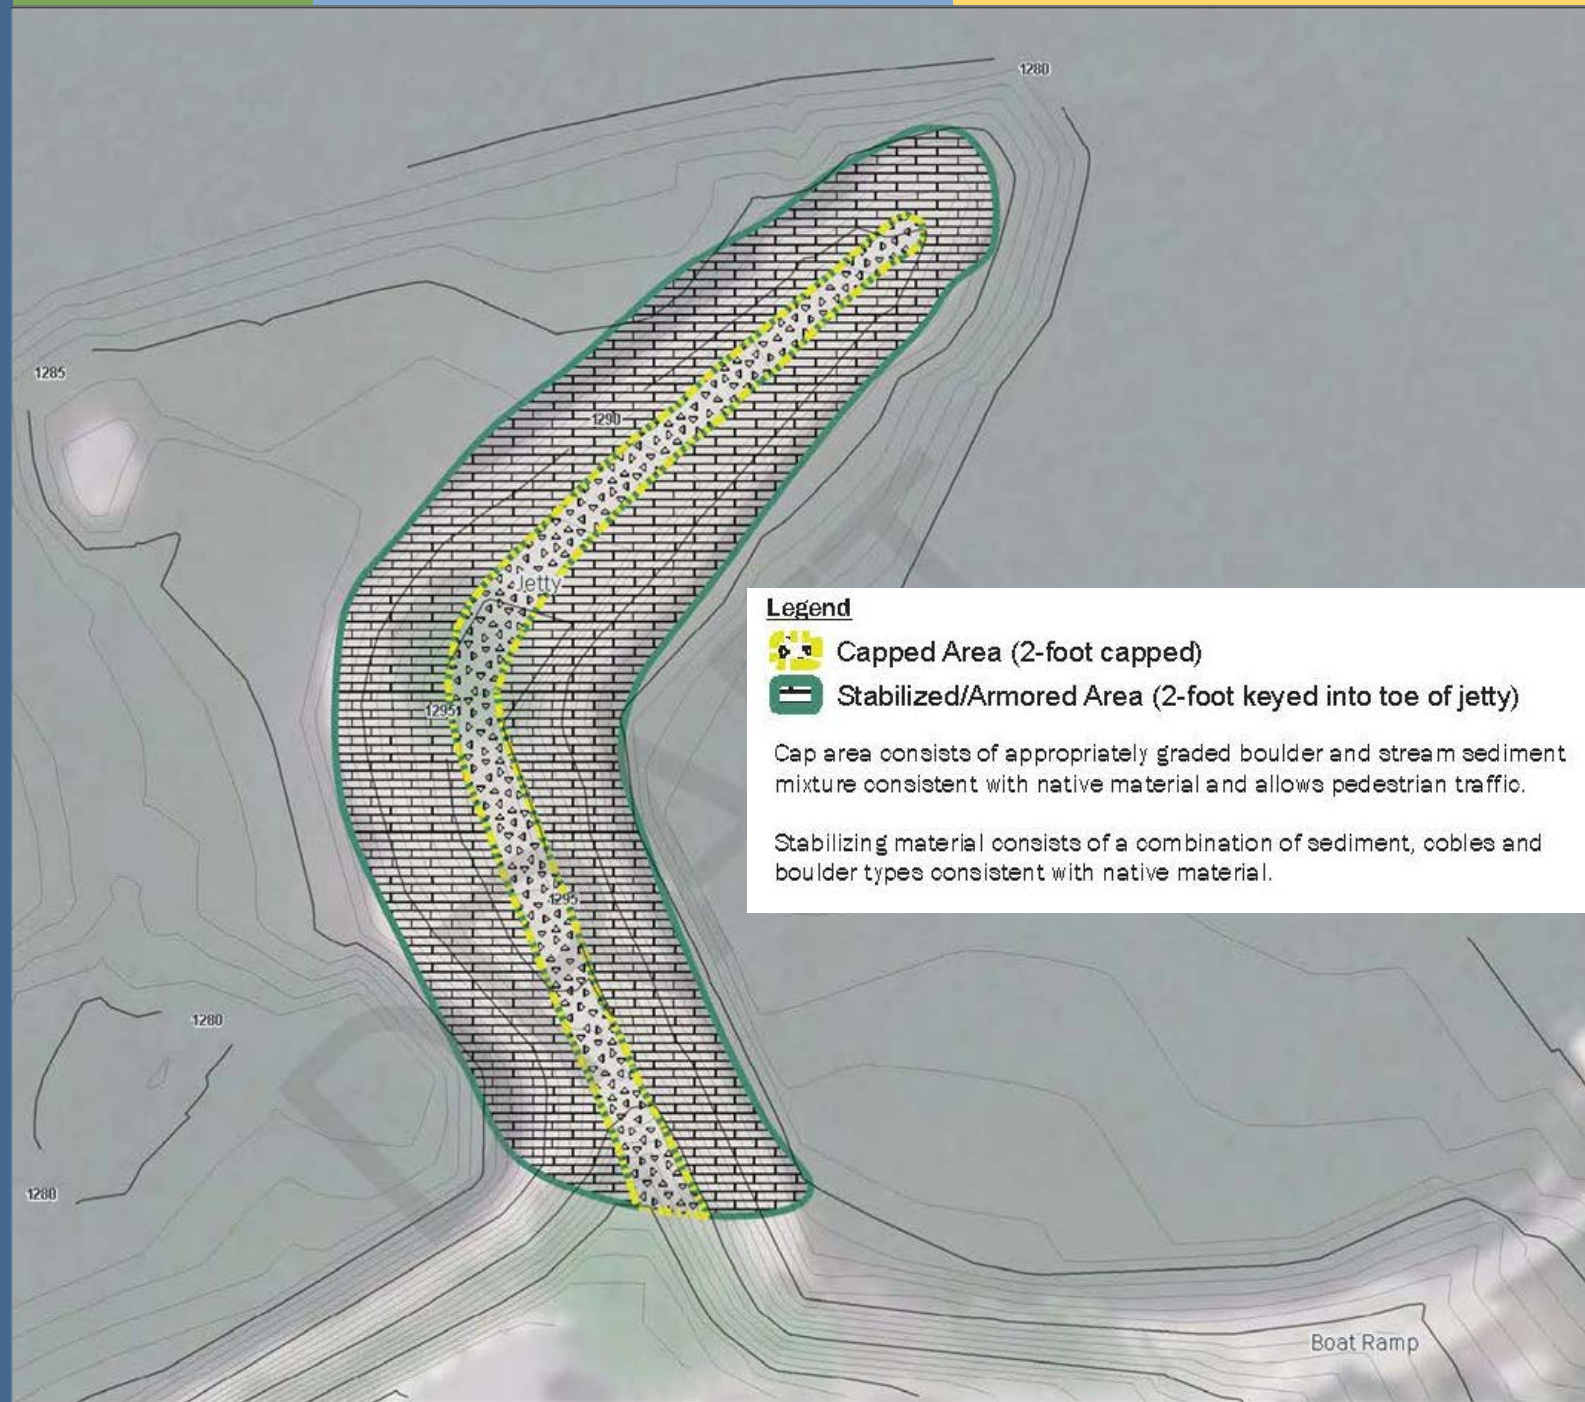 1280
1285
1290
Jetty
Legend
Capped Area (2-foot capped)
Stabilized/Armored Area (2-foot keyed into toe of jetty)
1295
Cap area consists of appropriately graded boulder and stream sediment
mixture consistent with native material and allows pedestrian traffic.
Stabilizing material consists of a combination of sediment, cobles and
boulder types consistent with native material.
1295
1280
1280
Boat Ramp